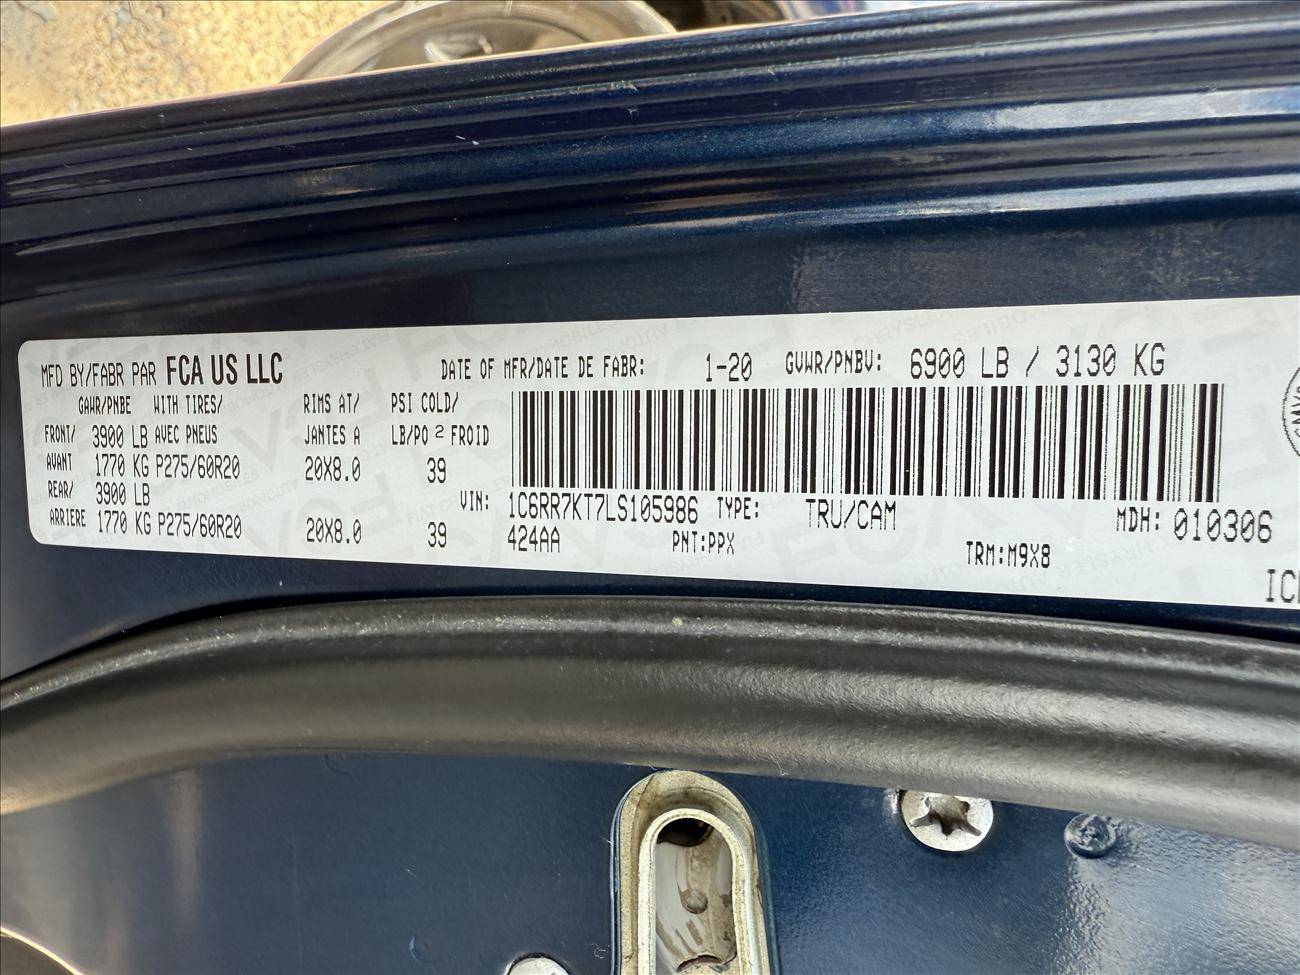 MFD BY/FABR PAR FCA US LLC DATE OF MFR/DATE DE FABR: 1-20 GVWR/PNBV: 6900 LB / 3130 KG
GAWR/PNBE WITH TIRES/ RIMS AT/ PSI COLD/
FRONT/ 3900 LB AVEC PNEUS JANTES A LB/PO 2 FROID
AVANT 1770 KG P275/60R20 20X8.0 39
REAR/ 3900 LB
VIN: 1C6RR7KT7LS105986 TYPE: TRU/CAM MDH: 010306
ARRIERE 1770 KG P275/60R20 20X8.0 39
424AA PNT:PPX TRM:M9X8